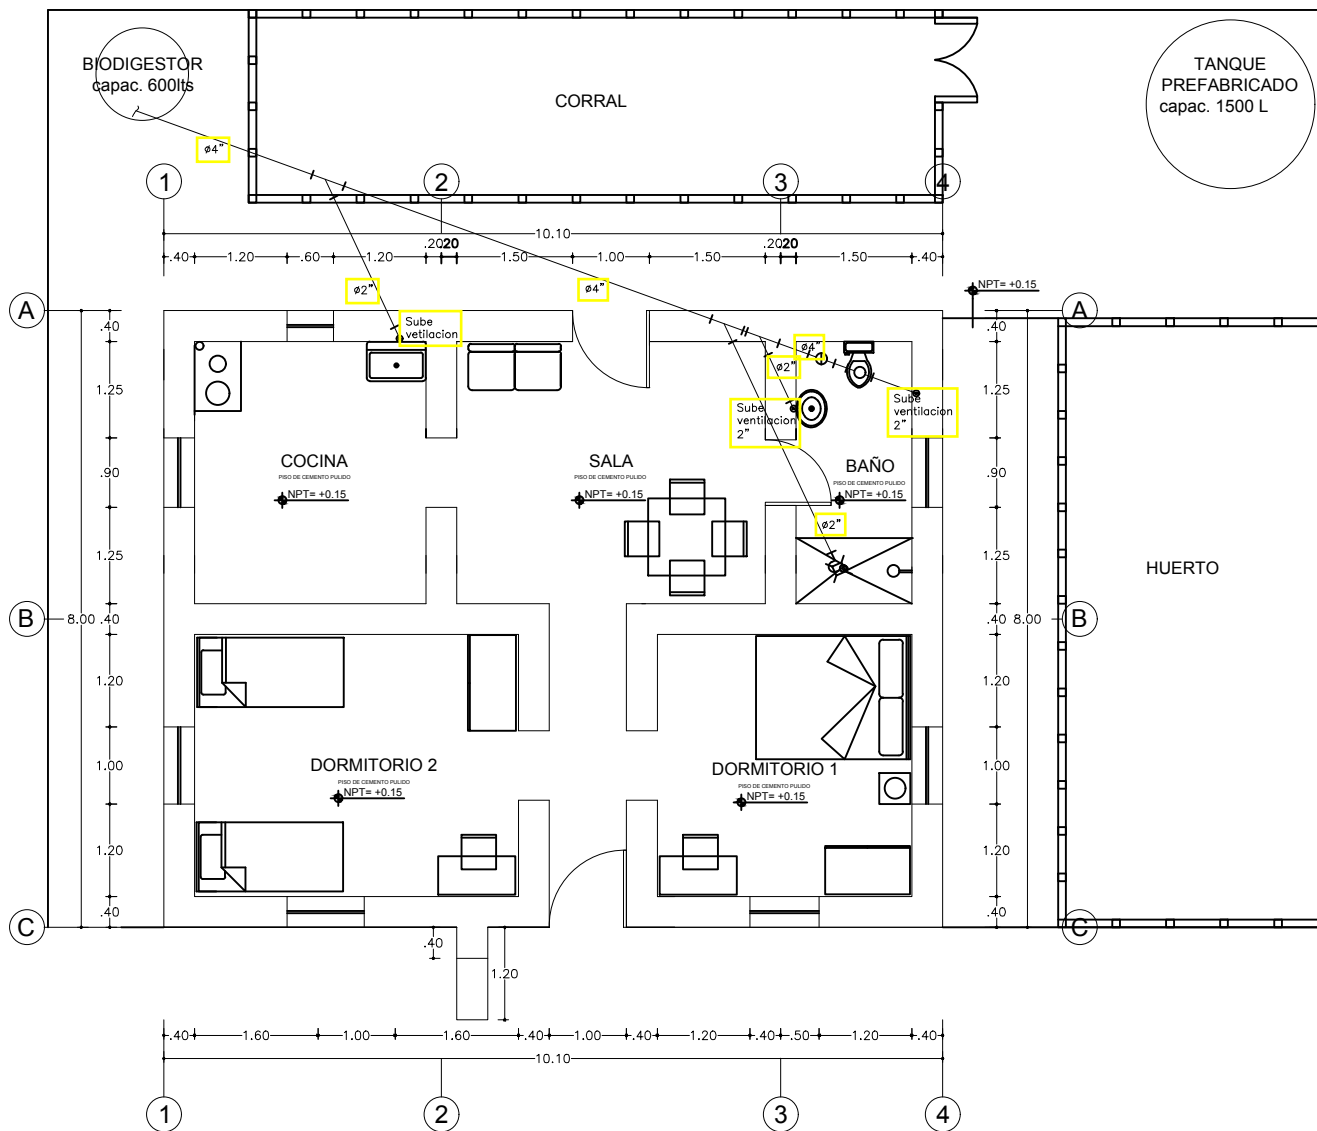 BIODIGESTOR
capac. 600lts
CORRAL
TANQUE
PREFABRICADO
capac. 1500 L
ø4"
1
2
3
4
10.10
.40
1.20
.60
1.20
.20
.20
1.50
1.00
1.50
.20
.20
1.50
.40
ø2"
ø4"
NPT= +0.15
A
A
Sube
vetilacion
ø4"
ø2"
Sube
ventilacion
2"
Sube
ventilacion
2"
.40
1.25
.90
1.25
.40
1.20
1.00
1.20
.40
8.00
COCINA
PISO DE CEMENTO PULIDO
NPT= +0.15
SALA
PISO DE CEMENTO PULIDO
NPT= +0.15
BAÑO
PISO DE CEMENTO PULIDO
NPT= +0.15
ø2"
.40
1.25
.90
1.25
.40
1.20
1.00
1.20
.40
8.00
HUERTO
B
B
DORMITORIO 2
PISO DE CEMENTO PULIDO
NPT= +0.15
DORMITORIO 1
PISO DE CEMENTO PULIDO
NPT= +0.15
C
C
.40
1.20
.40
1.60
1.00
1.60
.40
1.00
.40
1.20
.40
.50
1.20
.40
10.10
1
2
3
4